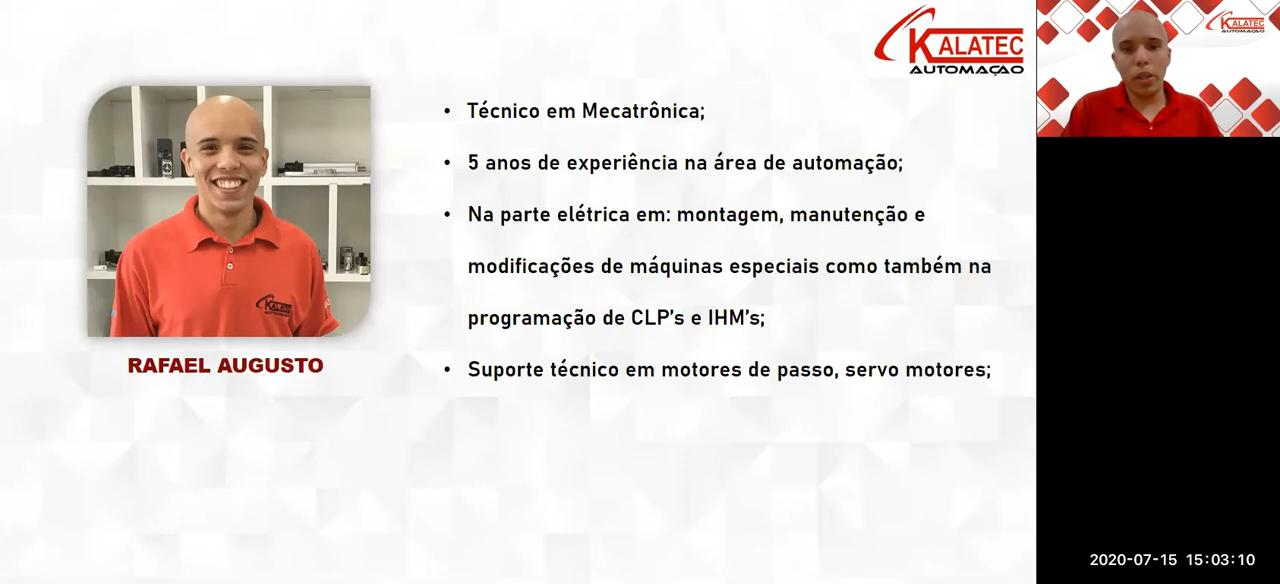 KALATEC
AUTOMAÇÃO
KALATEC
AUTOMAÇÃO
• Técnico em Mecatrônica;
• 5 anos de experiência na área de automação;
• Na parte elétrica em: montagem, manutenção e
modificações de máquinas especiais como também na
programação de CLP’s e IHM’s;
• Suporte técnico em motores de passo, servo motores;
KALATEC
AUTOMAÇÃO
RAFAEL AUGUSTO
2020-07-15 15:03:10